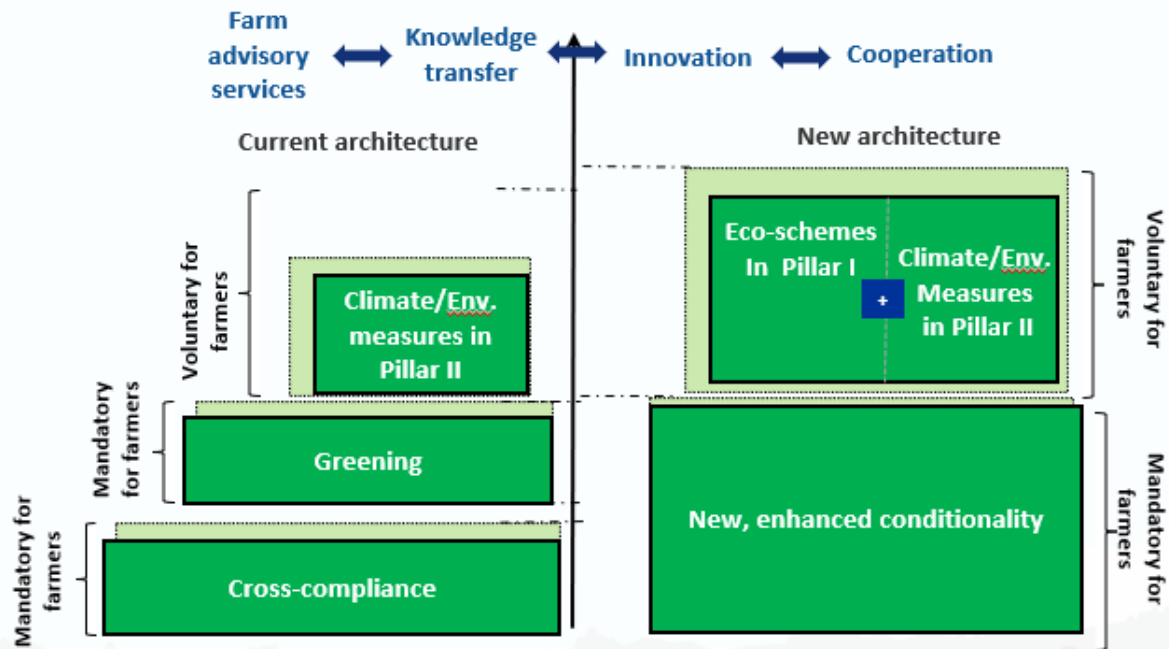 Farm
advisory
services
Knowledge
transfer
Innovation
Cooperation
Current architecture
New architecture
Voluntary for
farmers
Climate/Env.
measures in
Pillar II
Mandatory
for farmers
Greening
Mandatory for
farmers
Cross-compliance
Eco-schemes
In Pillar I
+
Climate/Env.
Measures
in Pillar II
Voluntary for
farmers
New, enhanced conditionality
Mandatory for
farmers